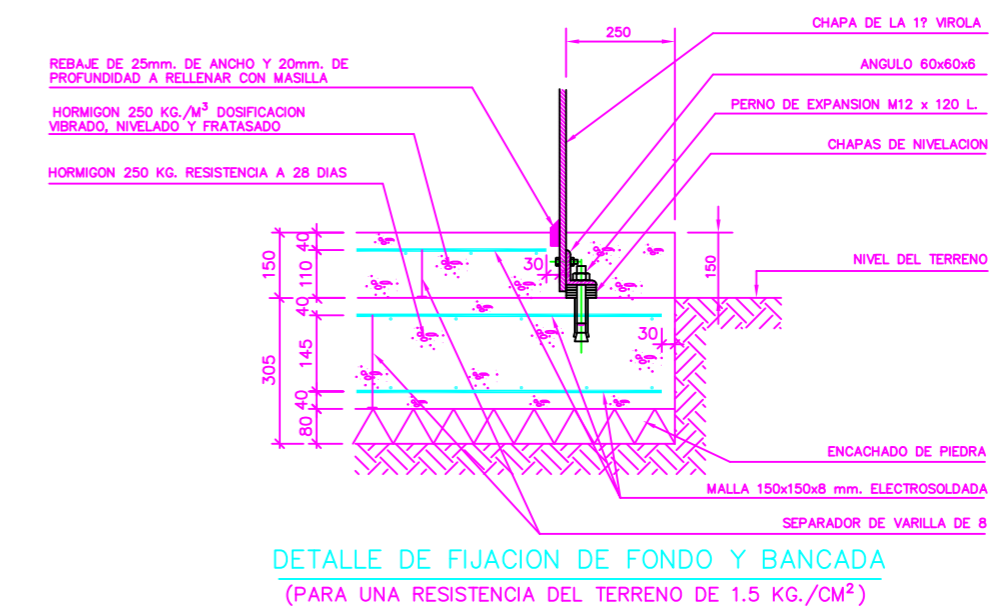 CHAPA DE LA 1? VIROLA
250
REBAJE DE 25mm. DE ANCHO Y 20mm. DE
PROFUNDIDAD A RELLENAR CON MASILLA
ANGULO 60x60x6
HORMIGON 250 KG./M³ DOSIFICACION
VIBRADO, NIVELADO Y FRATASADO
PERNO DE EXPANSION M12 x 120 L.
CHAPAS DE NIVELACION
HORMIGON 250 KG. RESISTENCIA A 28 DIAS
40
150
110
30
150
NIVEL DEL TERRENO
40
30
305
145
40
80
ENCACHADO DE PIEDRA
MALLA 150x150x8 mm. ELECTROSOLDADA
SEPARADOR DE VARILLA DE 8
DETALLE DE FIJACION DE FONDO Y BANCADA
(PARA UNA RESISTENCIA DEL TERRENO DE 1.5 KG./CM²)